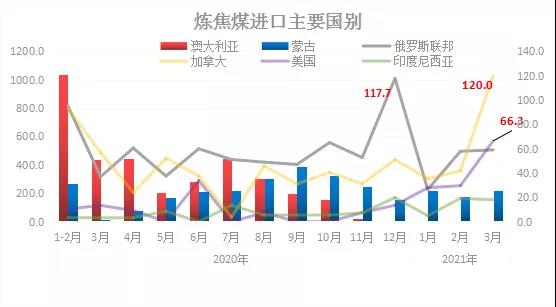 炼焦煤进口主要国别
澳大利亚 蒙古 俄罗斯联邦
加拿大 美国 印度尼西亚
1200.0 140.0
1000.0 120.0
800.0 100.0
600.0 80.0
400.0 60.0
200.0 40.0
0.0 20.0
0.0
117.7
120.0
66.3
1-2月 3月 4月 5月 6月 7月 8月 9月 10月 11月 12月 1月 2月 3月
2020年 2021年